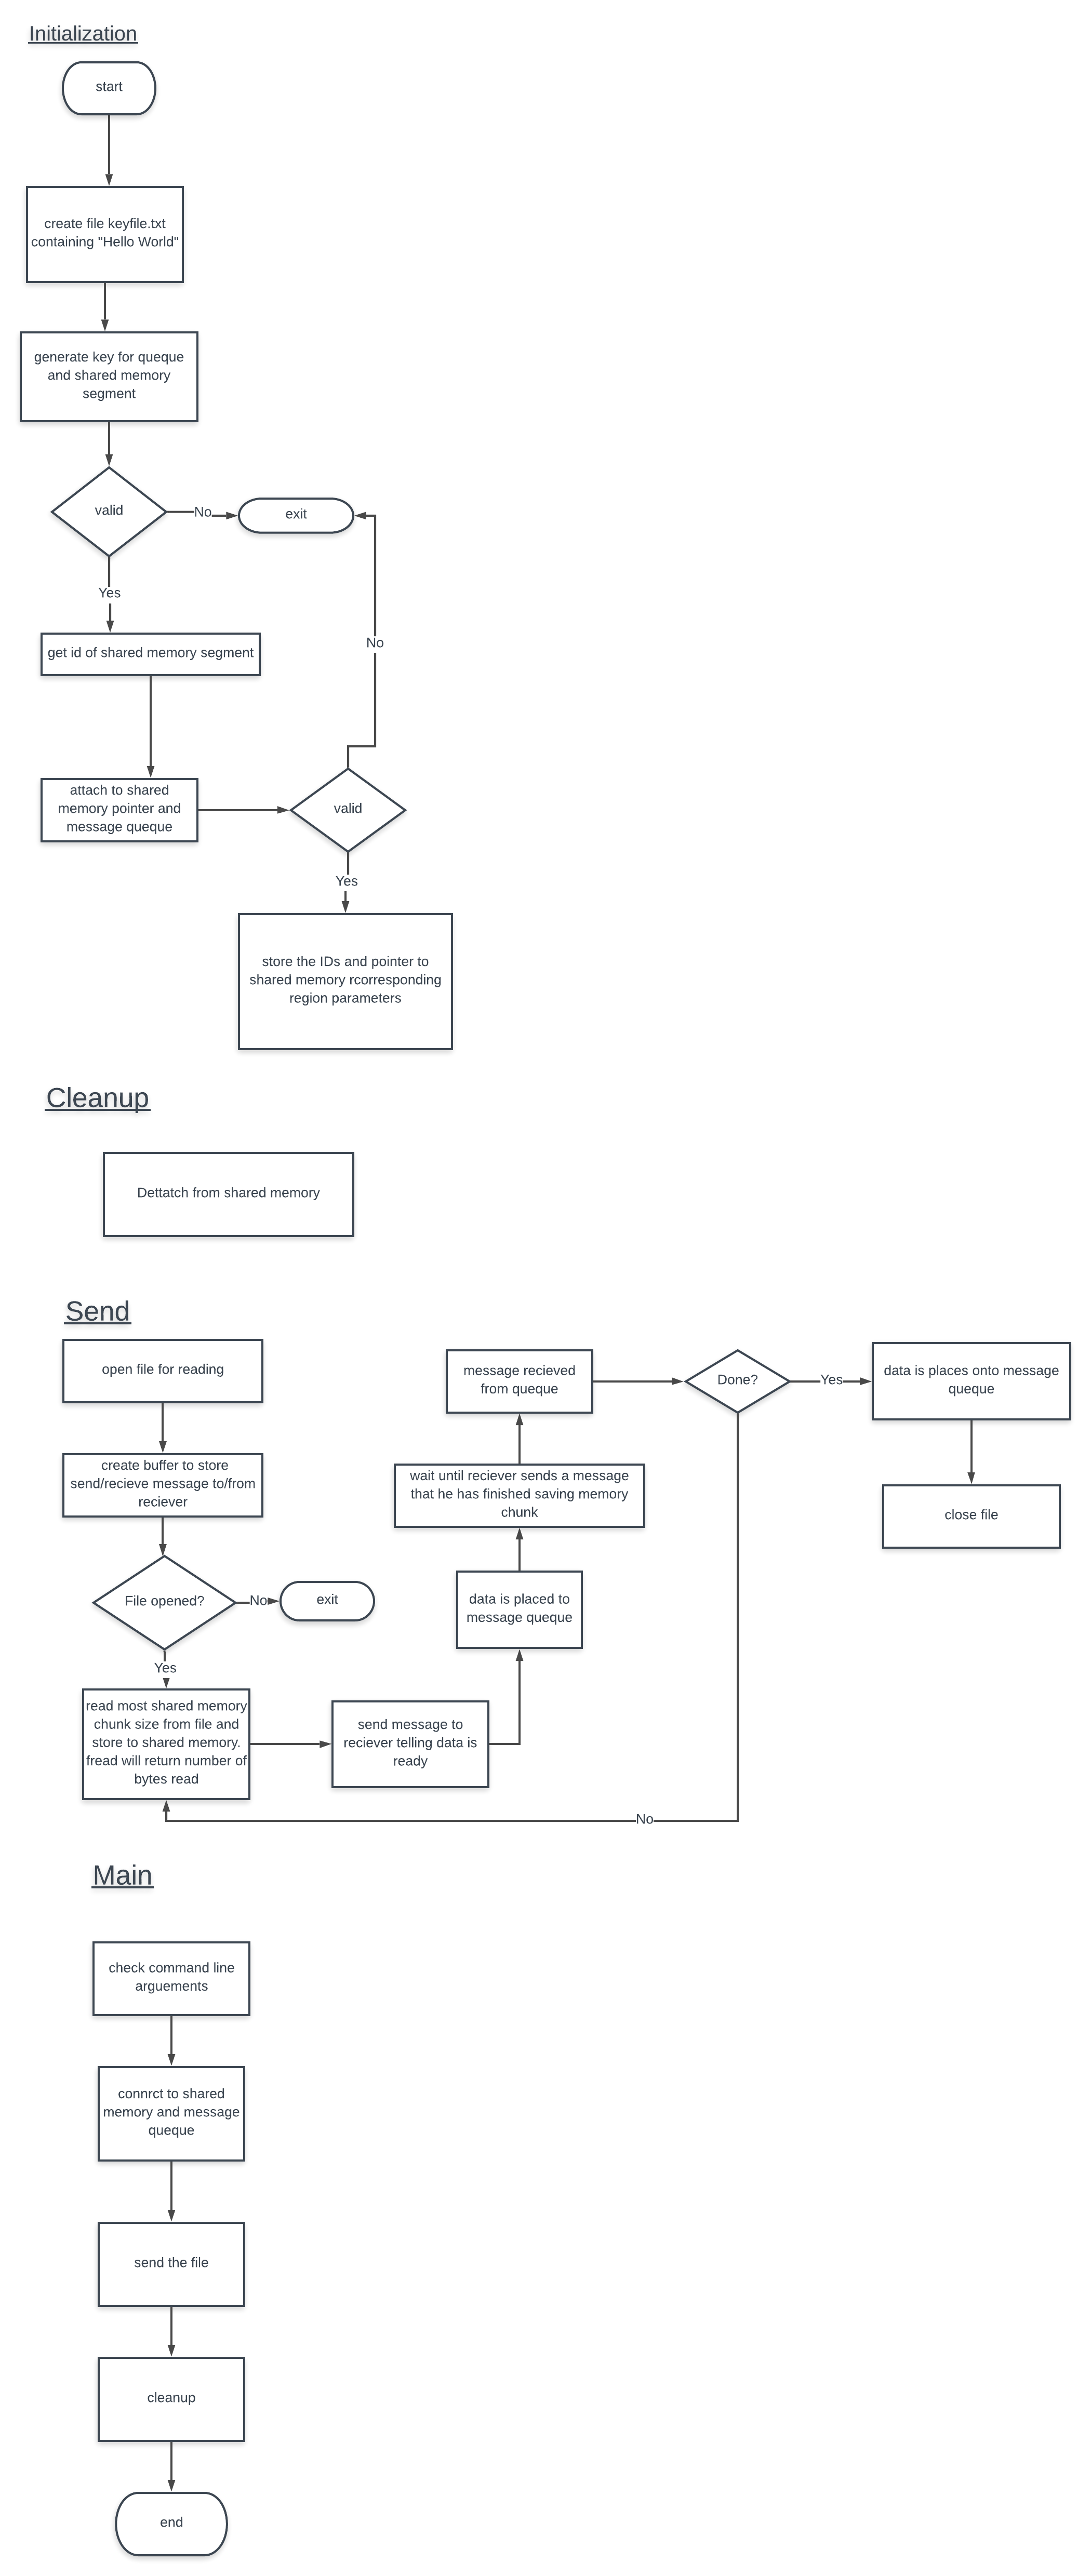 Initialization
start
create file keyfile.txt
containing "Hello World"
generate key for queque
and shared memory
segment
valid
No
exit
Yes
No
get id of shared memory segment
attach to shared
memory pointer and
message queque
valid
Yes
store the IDs and pointer to
shared memory rcorresponding
region parameters
Cleanup
Dettatch from shared memory
Send
open file for reading
create buffer to store
send/recieve message to/from
reciever
File opened?
No
exit
Yes
read most shared memory
chunk size from file and
store to shared memory.
fread will return number of
bytes read
send message to
reciever telling data is
ready
data is placed to
message queque
wait until reciever sends a message
that he has finished saving memory
chunk
message recieved
from queque
Done?
Yes
data is places onto message
queque
close file
No
Main
check command line
arguements
connrct to shared
memory and message
queque
send the file
cleanup
end